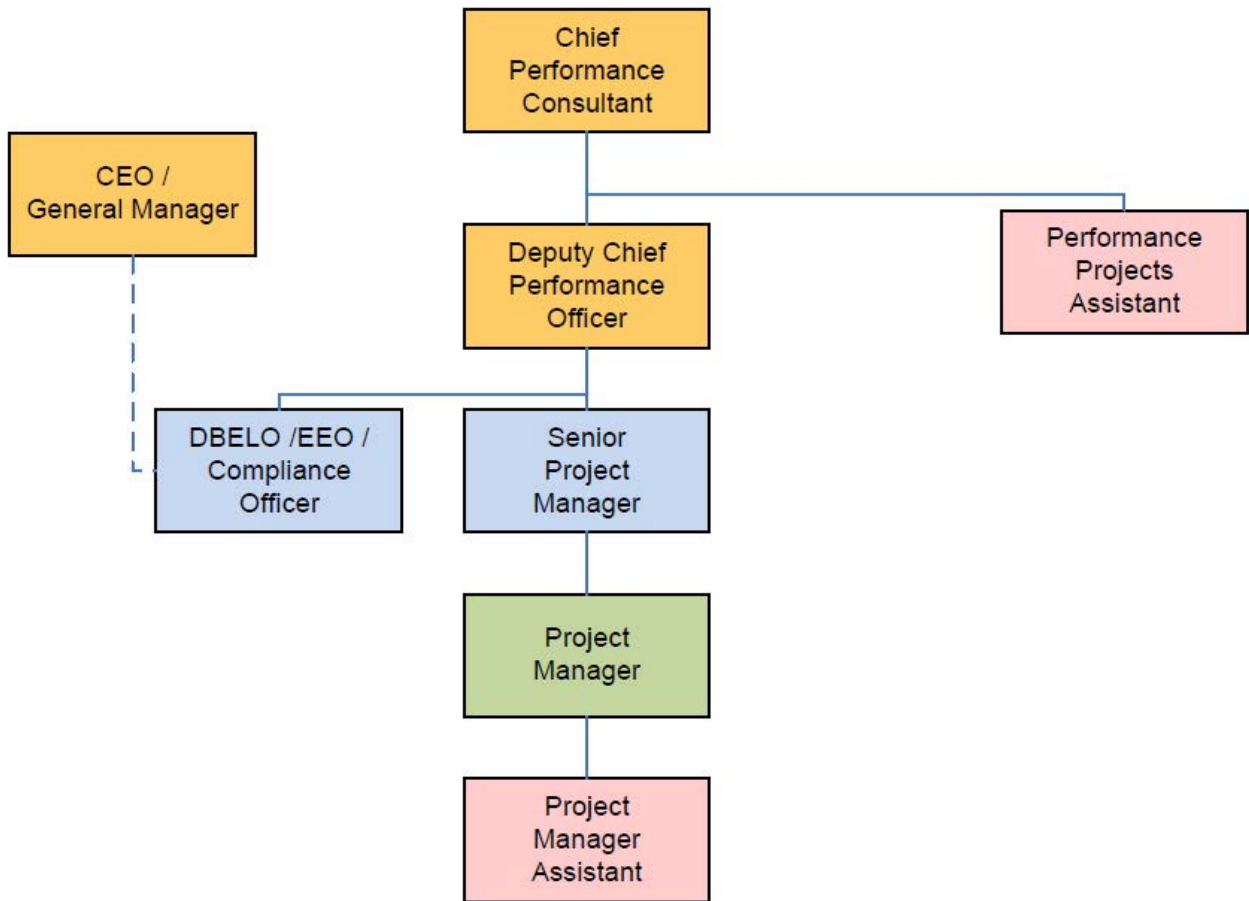 Chief
Performance
Consultant
CEO /
General Manager
Deputy Chief
Performance
Officer
Performance
Projects
Assistant
DBELO /EEO /
Compliance
Officer
Senior
Project
Manager
Project
Manager
Project
Manager
Assistant